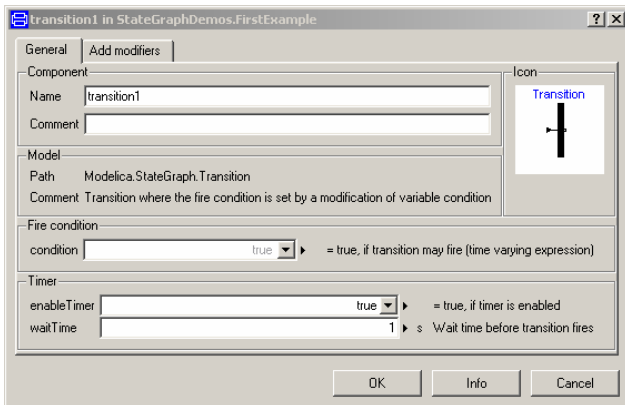 transition1 in StateGraphDemos.FirstExample
General Add modifiers
Component
Name transition1
Comment
Icon
Transition
Model
Path Modelica.StateGraph.Transition
Comment Transition where the fire condition is set by a modification of variable condition
Fire condition
condition true = true, if transition may fire (time varying expression)
Timer
enableTimer true = true, if timer is enabled
waitTime 1 s Wait time before transition fires
OK Info Cancel